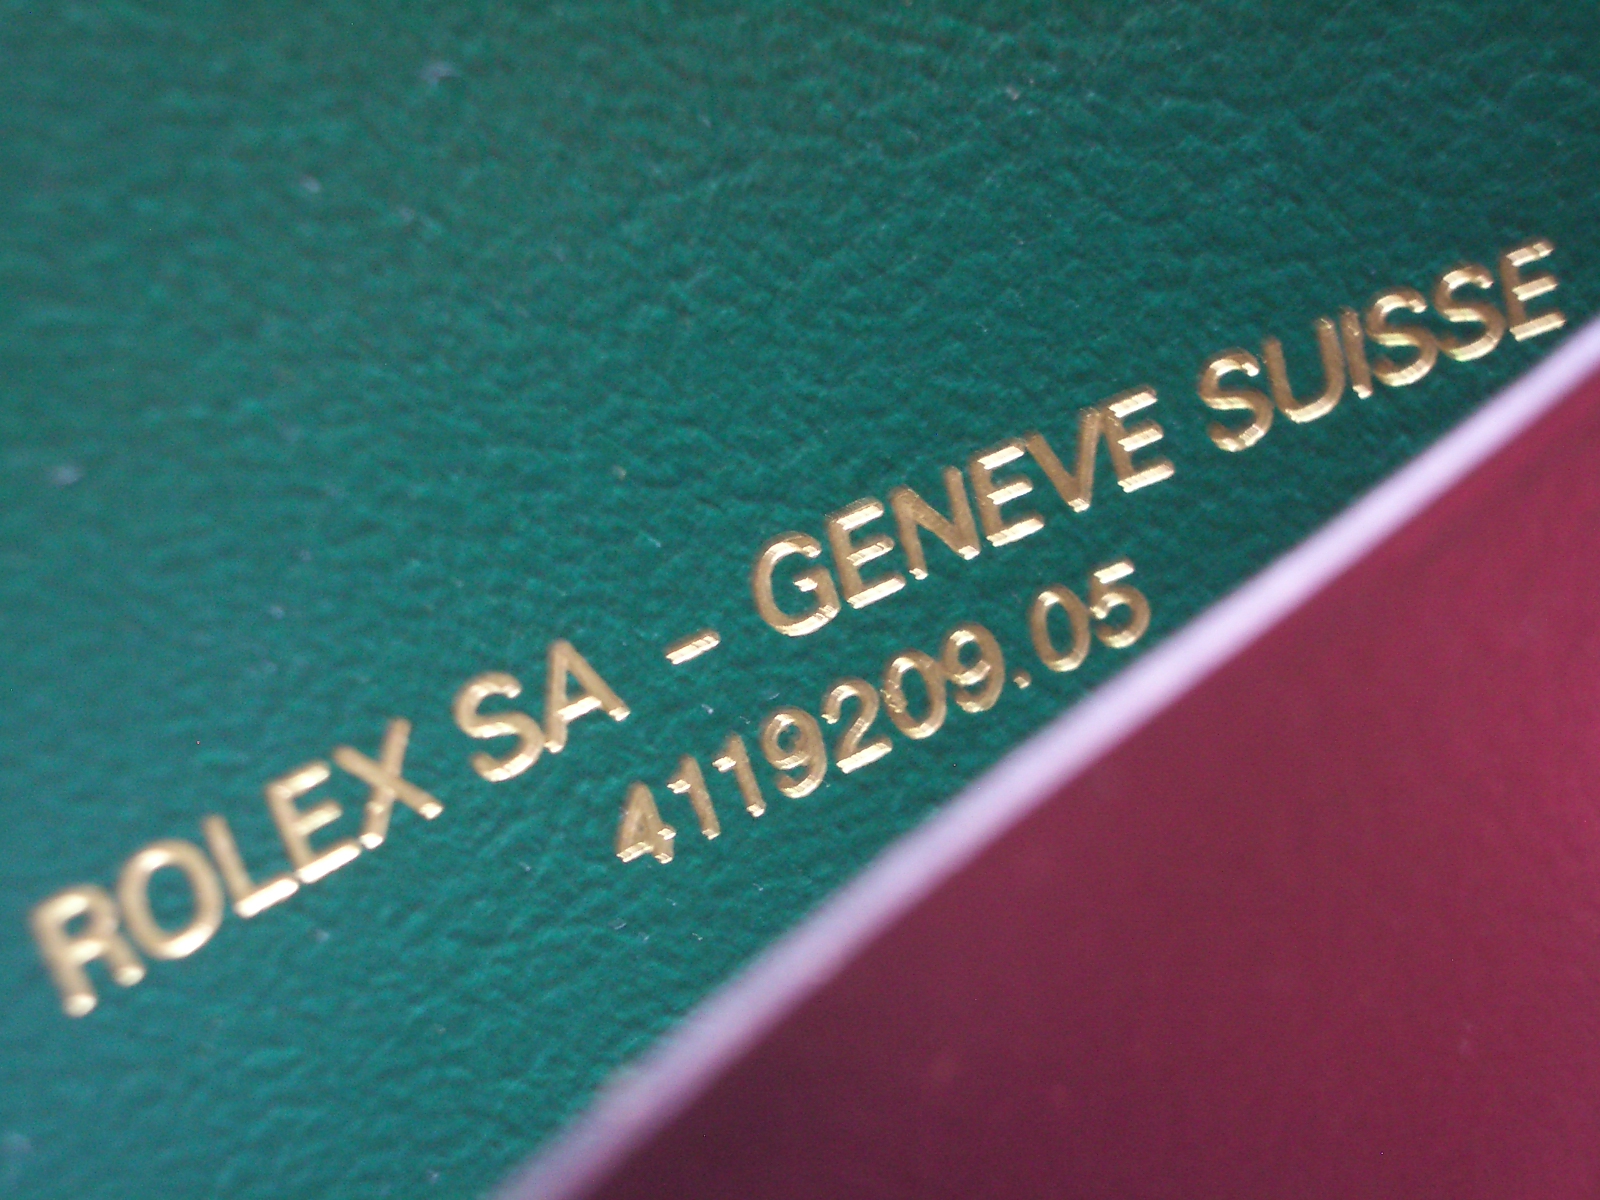 ROLEX SA - GENEVE SUISSE
4119209.05